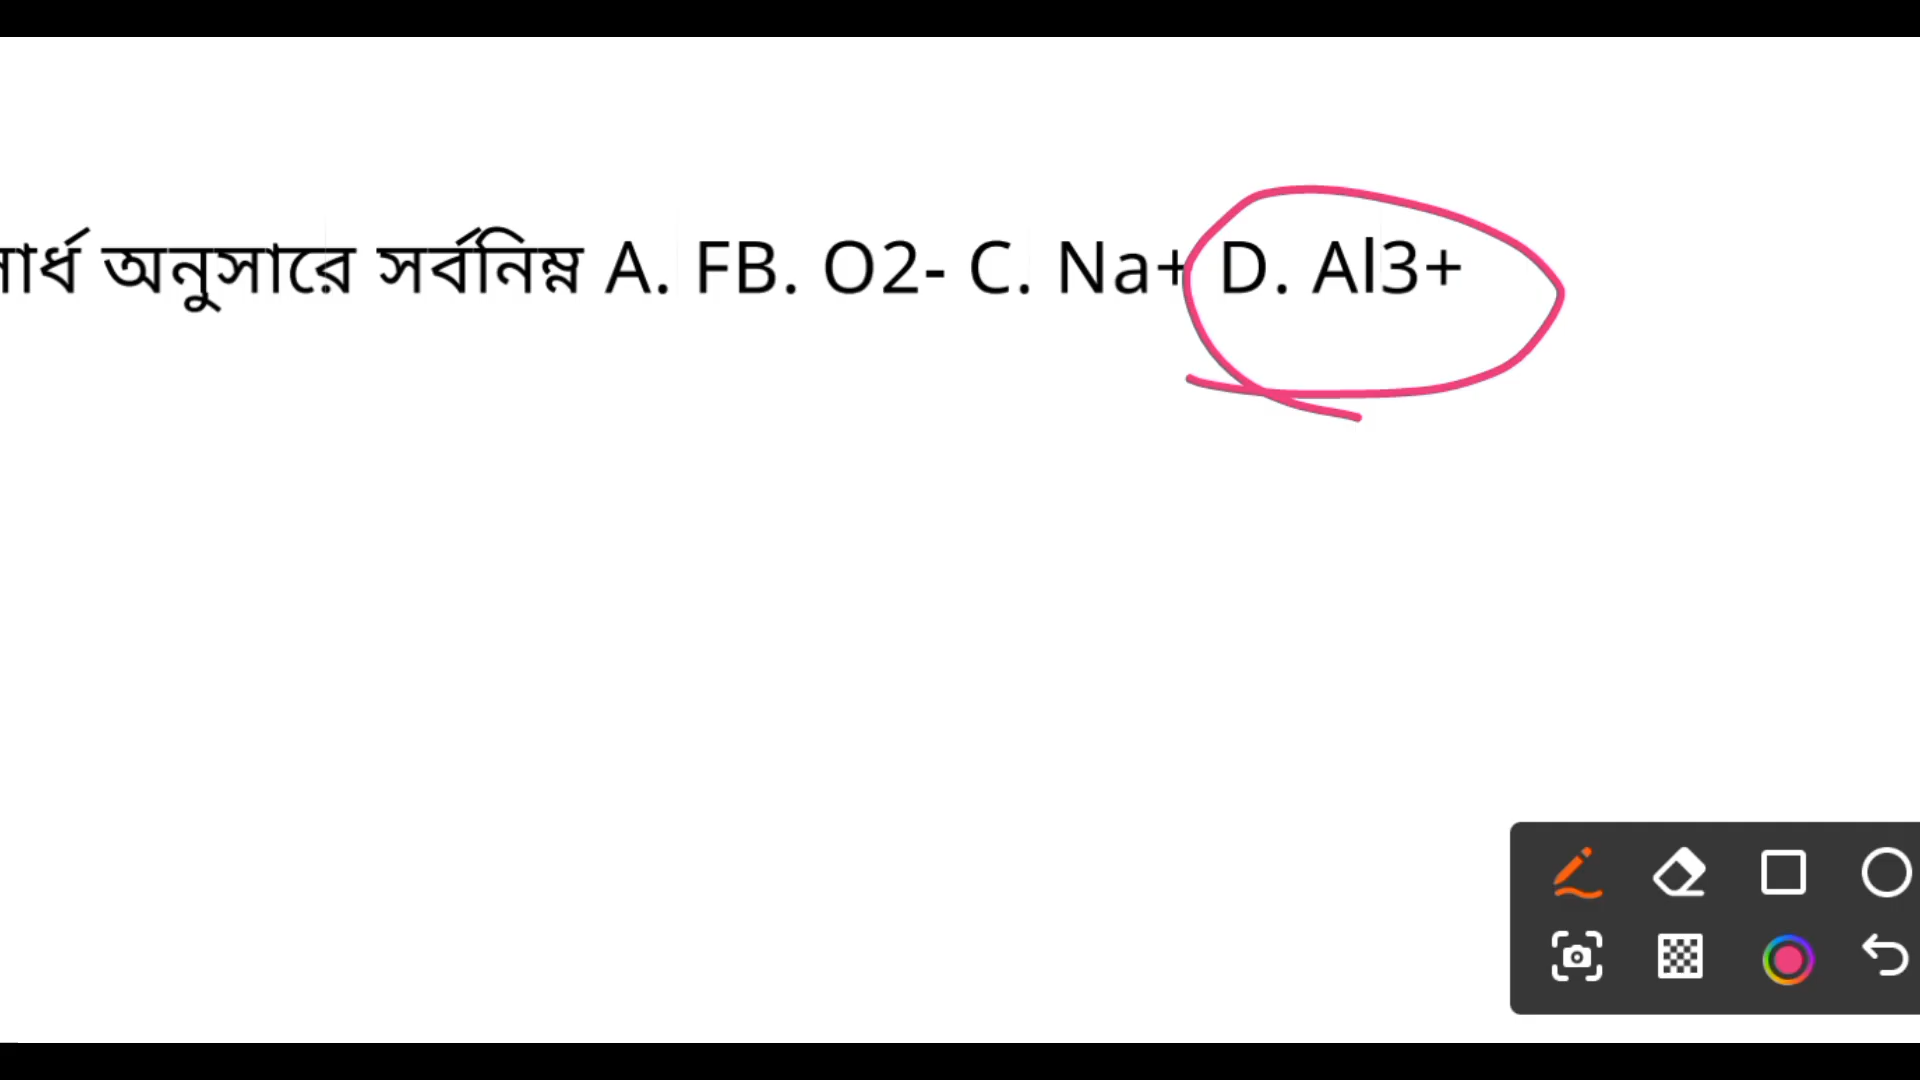 অনুসারে সর্বনিম্ন A. FB. O2- C. Na+ D. Al3+